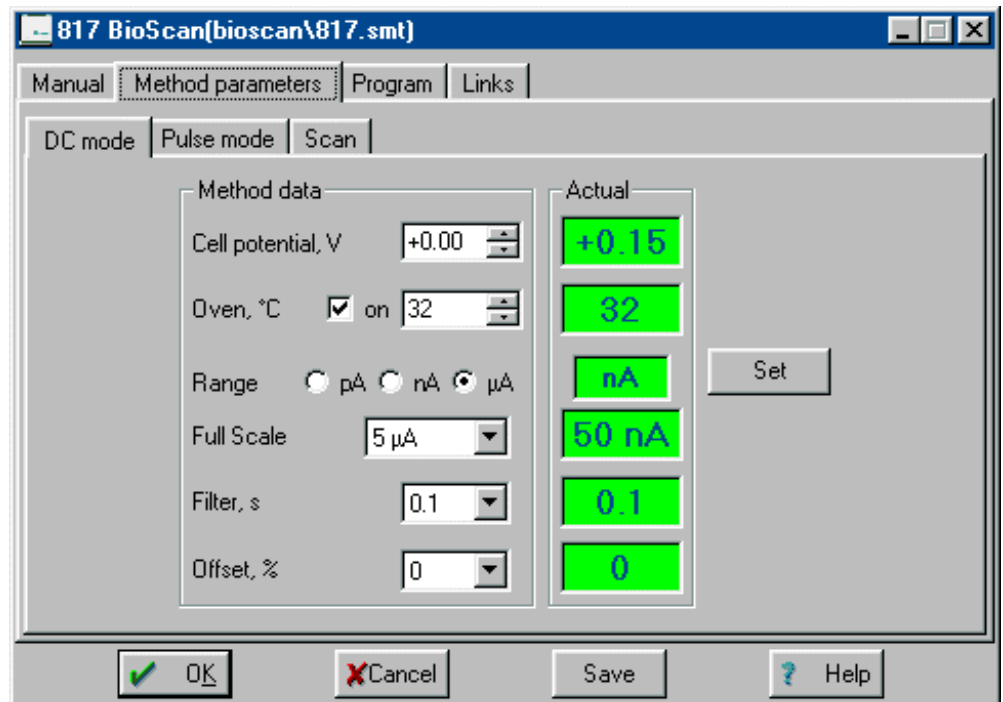 817 BioScan(bioscan\817.smt)
Manual Method parameters Program Links
DC mode Pulse mode Scan
Method data Actual
Cell potential, V +0.00 +0.15
Oven, °C on 32 32
Range pA nA µA nA
Set
Full Scale 5 µA 50 nA
Filter, s 0.1 0.1
Offset, % 0 0
OK Cancel Save ? Help